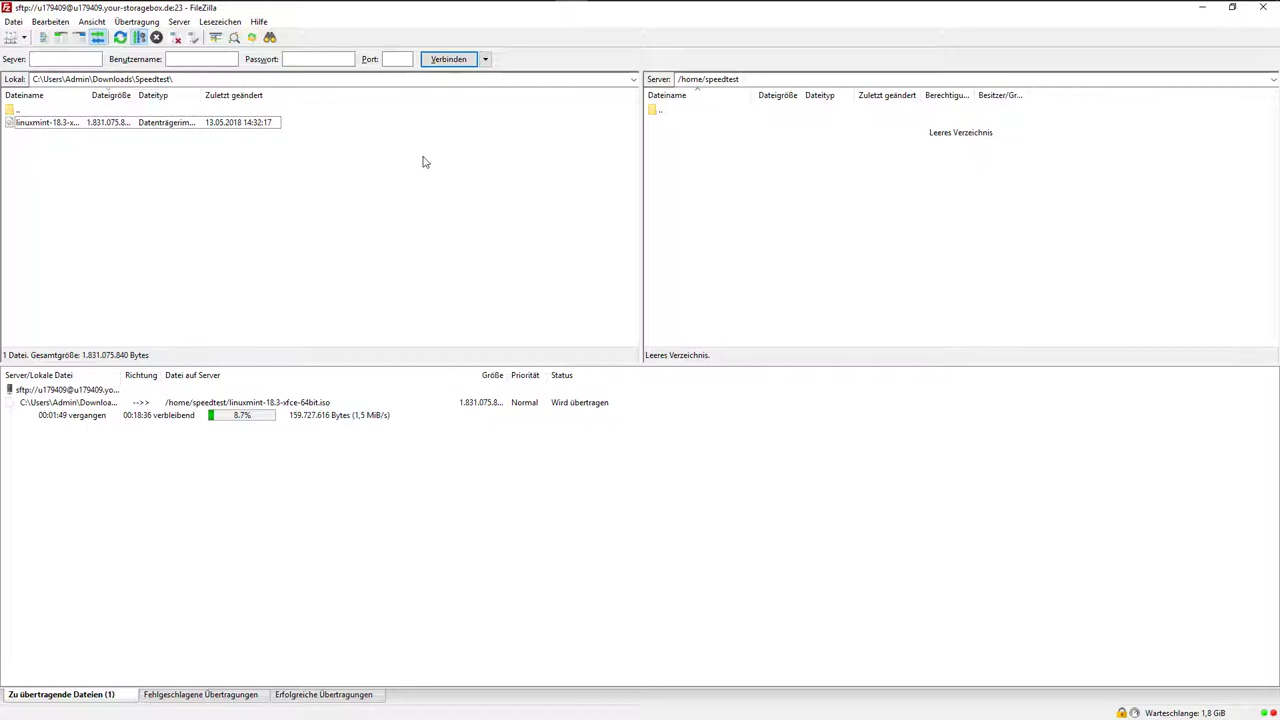 sftp://u179409@u179409.your-storagebox.de:23 - FileZilla
Datei Bearbeiten Ansicht Übertragung Server Lesezeichen Hilfe
Server: Benutzername: Passwort: Port: Verbinden
Lokal: C:\Users\Admin\Downloads\Speedtest\
Server: /home/speedtest
Dateiname Dateigröße Dateityp Zuletzt geändert
Dateiname Dateigröße Dateityp Zuletzt geändert Berechtigu... Besitzer/Gr...
..
..
linuxmint-18.3-x... 1.831.075.8... Datenträgerim... 13.05.2018 14:32:17
Leeres Verzeichnis
1 Datei. Gesamtgröße: 1.831.075.840 Bytes
Leeres Verzeichnis.
Server/Lokale Datei Richtung Datei auf Server Größe Priorität Status
sftp://u179409@u179409.yo...
C:\Users\Admin\Downloa... -->> /home/speedtest/linuxmint-18.3-xfce-64bit.iso 1.831.075.8... Normal Wird übertragen
00:01:49 vergangen 00:18:36 verbleibend 8.7% 159.727.616 Bytes (1,5 MiB/s)
Zu übertragende Dateien (1) Fehlgeschlagene Übertragungen Erfolgreiche Übertragungen
Warteschlange: 1,8 GiB